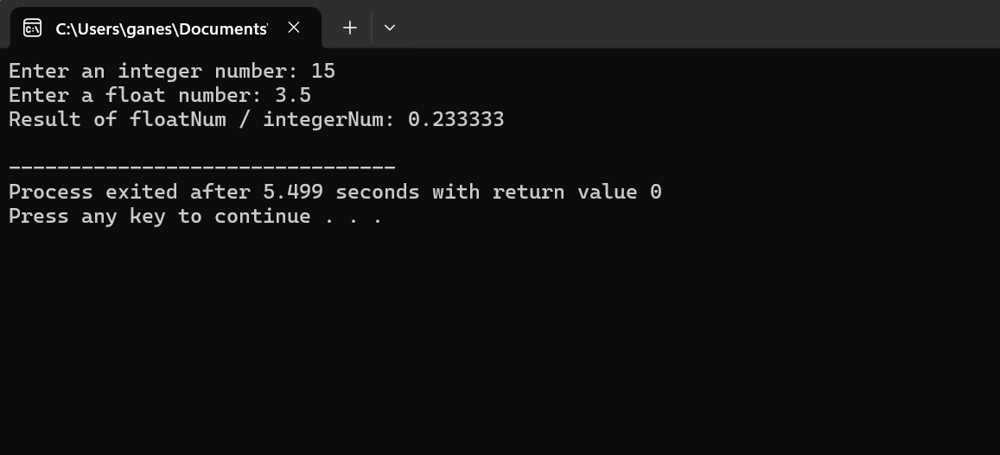 C:\Users\ganes\Documents'
Enter an integer number: 15
Enter a float number: 3.5
Result of floatNum / integerNum: 0.233333
--------------------------------
Process exited after 5.499 seconds with return value 0
Press any key to continue . . .